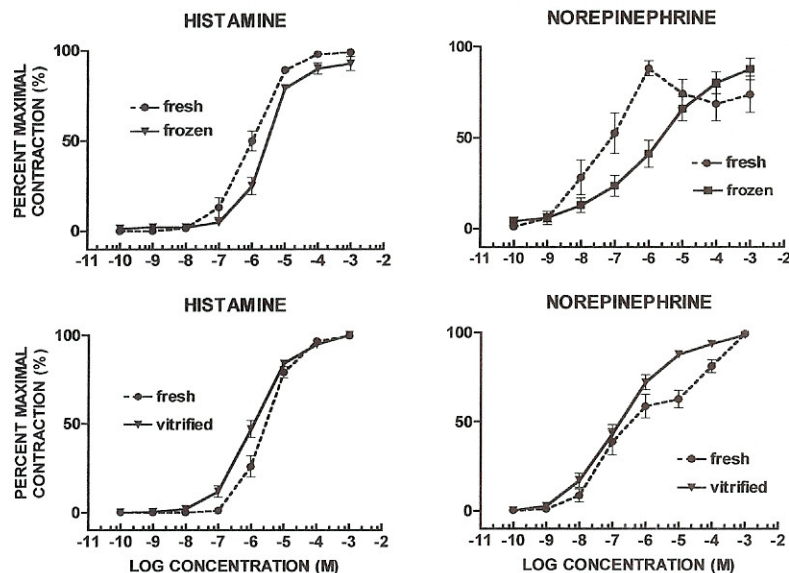 HISTAMINE
PERCENT MAXIMAL
CONTRACTION (%)
100
50
0
fresh
frozen
-11 -10 -9 -8 -7 -6 -5 -4 -3 -2
NOREPINEPHRINE
100
50
0
fresh
frozen
-11 -10 -9 -8 -7 -6 -5 -4 -3 -2
HISTAMINE
PERCENT MAXIMAL
CONTRACTION (%)
100
50
0
fresh
vitrified
-11 -10 -9 -8 -7 -6 -5 -4 -3 -2
LOG CONCENTRATION (M)
NOREPINEPHRINE
100
50
0
fresh
vitrified
-11 -10 -9 -8 -7 -6 -5 -4 -3 -2
LOG CONCENTRATION (M)